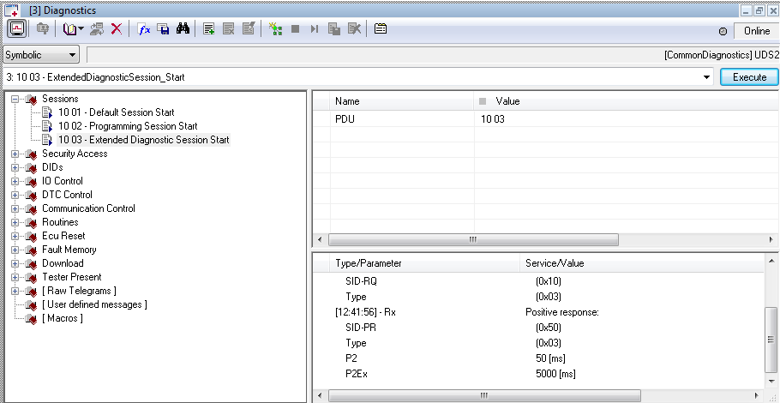 [3] Diagnostics
Online
Symbolic
[CommonDiagnostics] UDS2
3: 10 03 - ExtendedDiagnosticSession_Start
Execute
Sessions
10 01 - Default Session Start
10 02 - Programming Session Start
10 03 - Extended Diagnostic Session Start
Security Access
DIDs
IO Control
DTC Control
Communication Control
Routines
Ecu Reset
Fault Memory
Download
Tester Present
[ Raw Telegrams ]
[ User defined messages ]
[ Macros ]
Name Value
PDU 10 03
Type/Parameter Service/Value
SID-RQ (0x10)
Type (0x03)
[12:41:56] - Rx Positive response:
SID-PR (0x50)
Type (0x03)
P2 50 [ms]
P2Ex 5000 [ms]